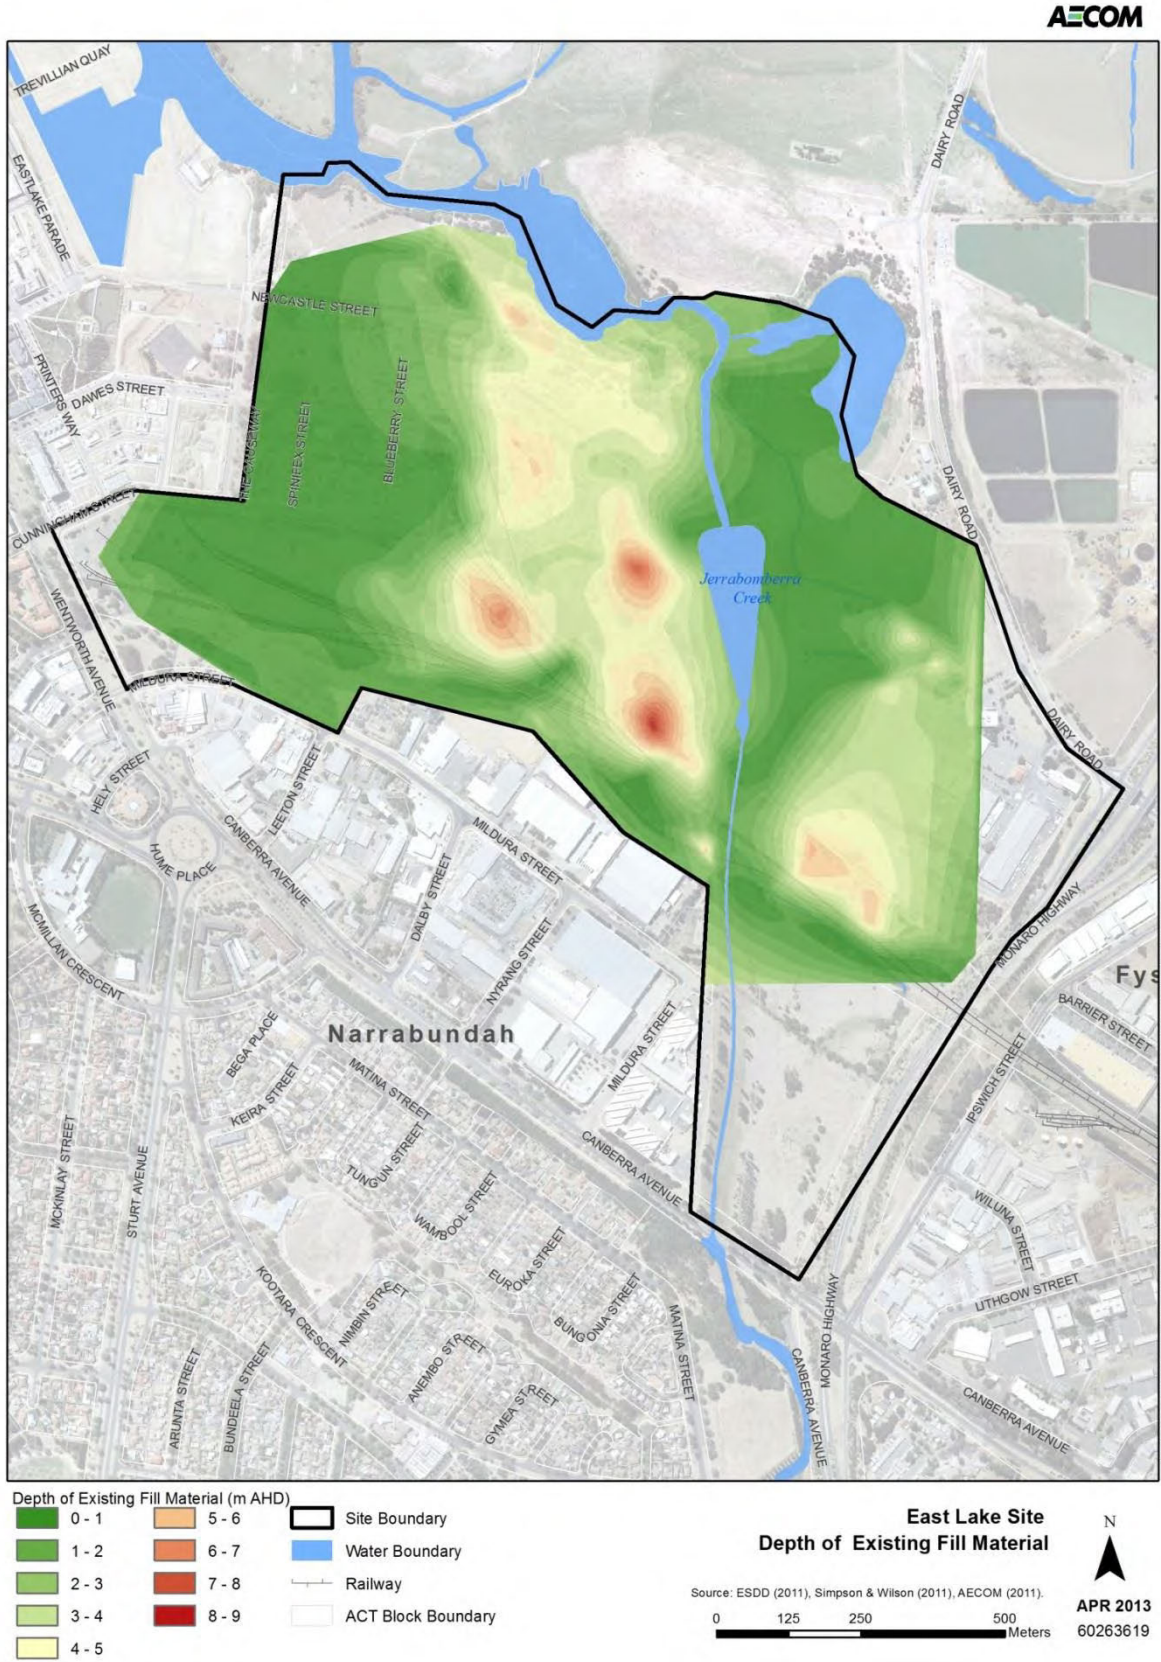 AECOM
TREVILLIAN QUAY
EASTLAKE PARADE
DAIRY ROAD
NEWCASTLE STREET
PRINTERS WAY
DAWES STREET
THE CAUSEWAY
SPINIFEX STREET
BLUEBERRY STREET
CUNNINGHAM STREET
DAIRY ROAD
Jerrabomberra
Creek
WENTWORTH AVENUE
MILDURA STREET
DAIRY ROAD
HELY STREET
LEETON STREET
CANBERRA AVENUE
HUME PLACE
MILDURA STREET
DALBY STREET
NYRANG STREET
MCMILLAN CRESCENT
MONARO HIGHWAY
Fys
BARRIER STREET
Narrabundah
BEGA PLACE
KEIRA STREET
MATINA STREET
MILDURA STREET
IPSWICH STREET
MCKINLAY STREET
STURT AVENUE
TUNGUN STREET
WAMBOOL STREET
CANBERRA AVENUE
WILUNA STREET
EUROKA STREET
BUNGONIA STREET
LITHGOW STREET
KOOTARA CRESCENT
NIMBIN STREET
ANEMBO STREET
GYMEA STREET
MATINA STREET
MONARO HIGHWAY
CANBERRA AVENUE
CANBERRA AVENUE
ARUNTA STREET
BUNDEELA STREET
Depth of Existing Fill Material (m AHD)
0 - 1
1 - 2
2 - 3
3 - 4
4 - 5
5 - 6
6 - 7
7 - 8
8 - 9
Site Boundary
Water Boundary
Railway
ACT Block Boundary
East Lake Site
Depth of Existing Fill Material
Source: ESDD (2011), Simpson & Wilson (2011), AECOM (2011).
0 125 250 500
Meters
N
APR 2013
60263619